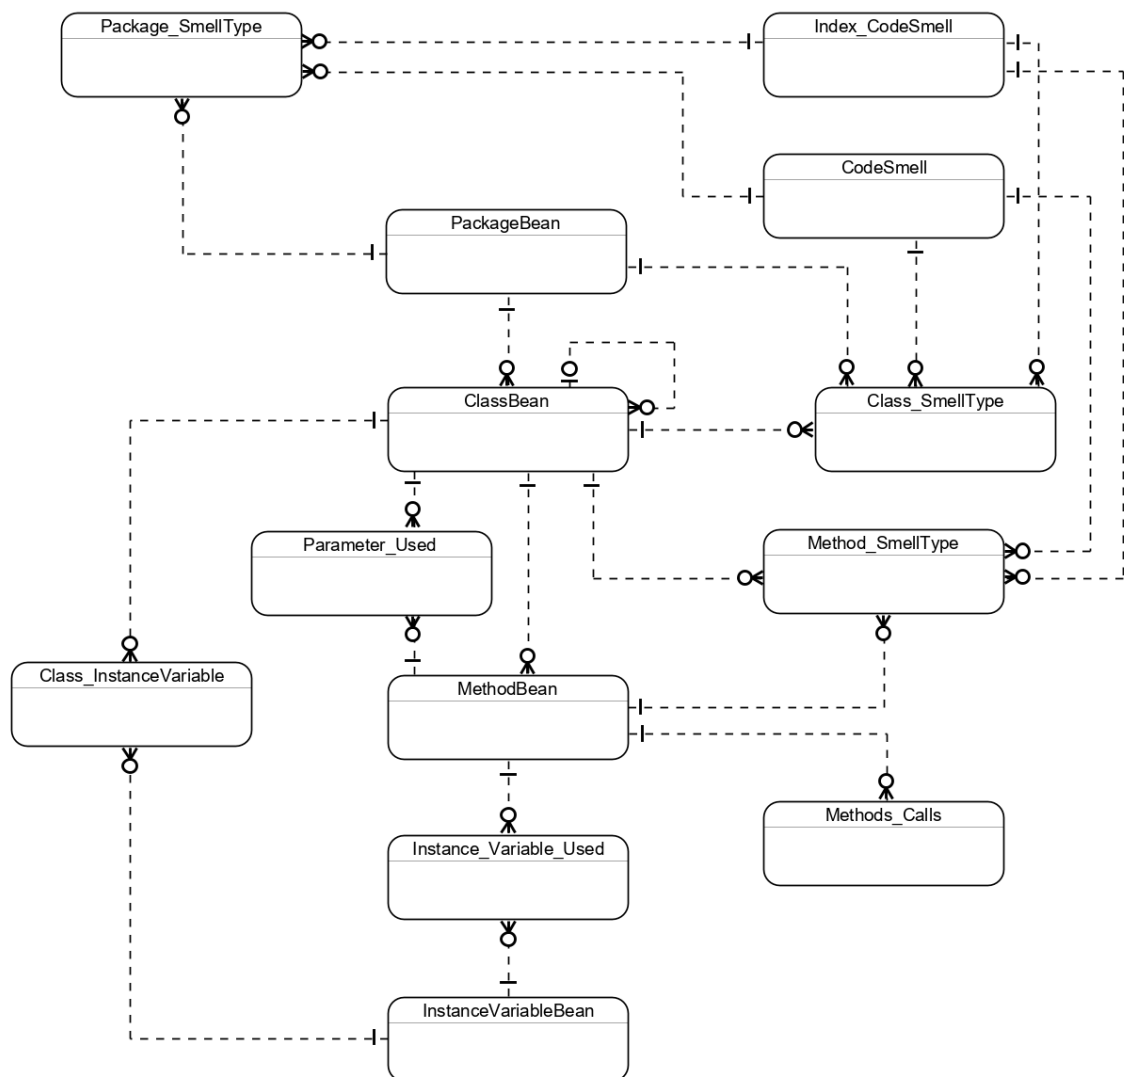 Package_SmellType
Index_CodeSmell
CodeSmell
PackageBean
ClassBean
Class_SmellType
Parameter_Used
Method_SmellType
Class_InstanceVariable
MethodBean
Methods_Calls
Instance_Variable_Used
InstanceVariableBean